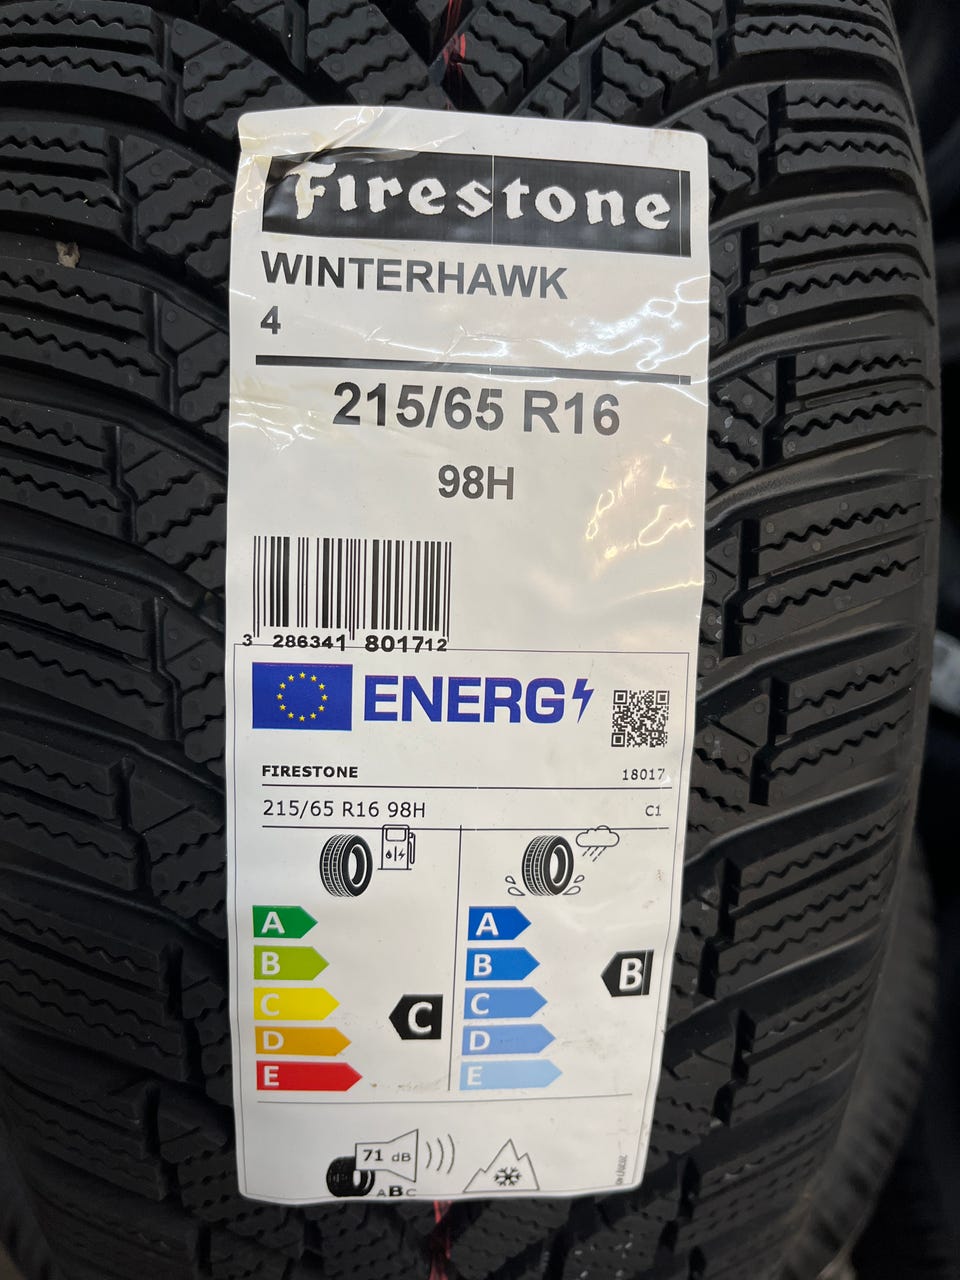 Firestone
WINTERHAWK
4
215/65 R16
98H
3 286341 801712
ENERG
FIRESTONE 18017
215/65 R16 98H C1
A A
B B B
C C C
D D
E E
71 dB
ABC